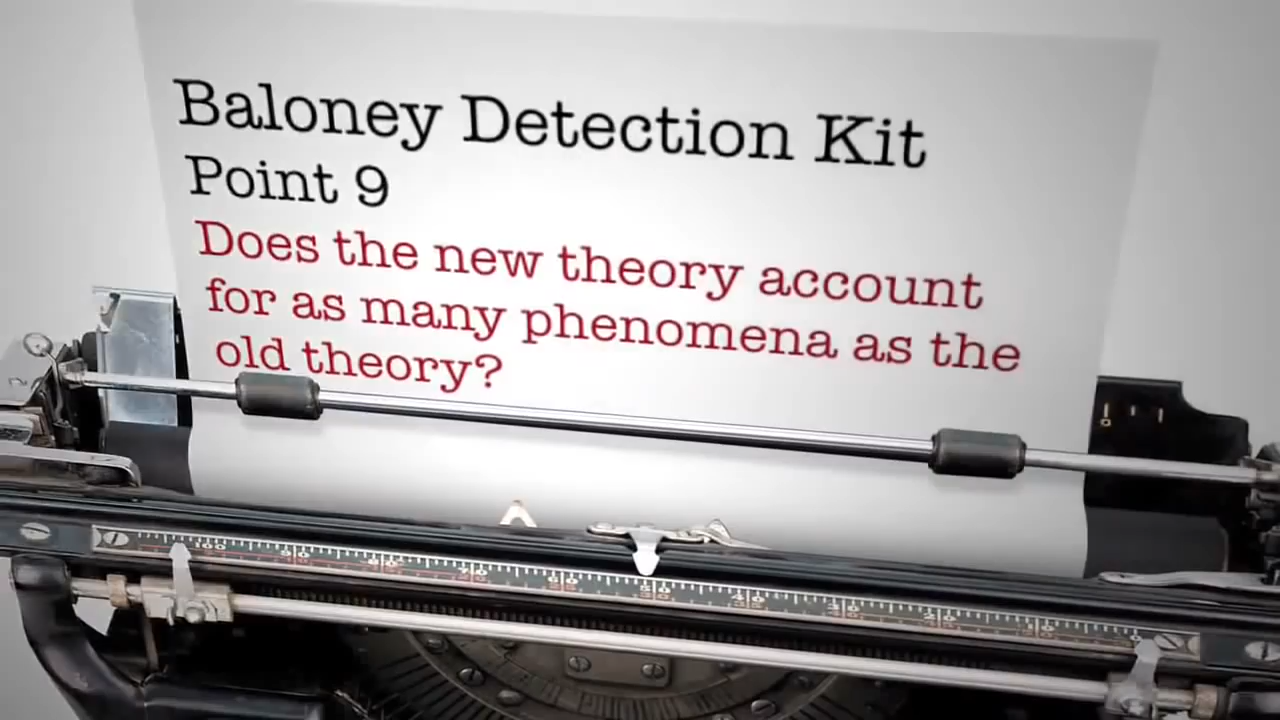 Baloney Detection Kit
Point 9
Does the new theory account
for as many phenomena as the
old theory?